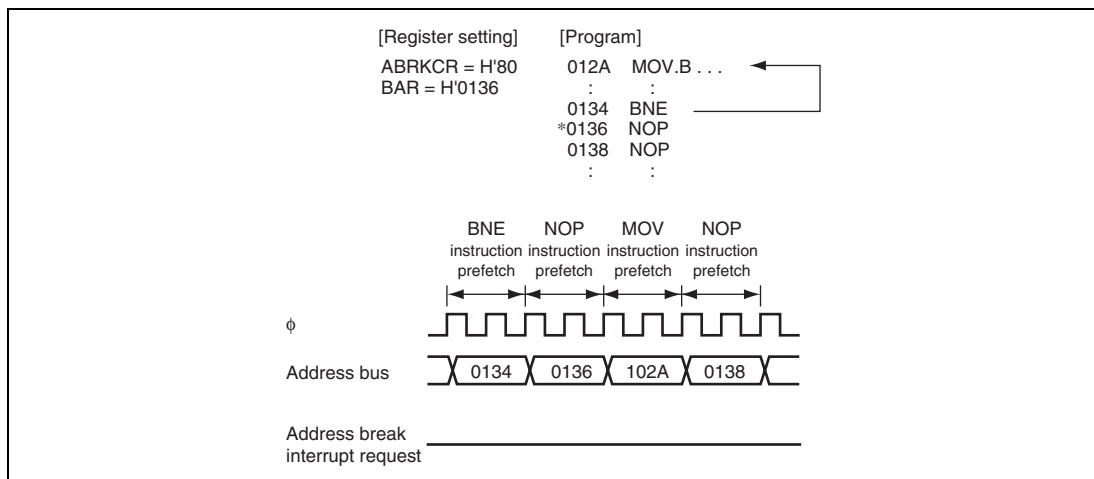 [Register setting] [Program]
ABRKCR = H'80 012A MOV.B . . .
BAR = H'0136 : :
0134 BNE
*0136 NOP
0138 NOP
: :
BNE NOP MOV NOP
instruction instruction instruction instruction
prefetch prefetch prefetch prefetch
φ
Address bus 0134 0136 102A 0138
Address break
interrupt request